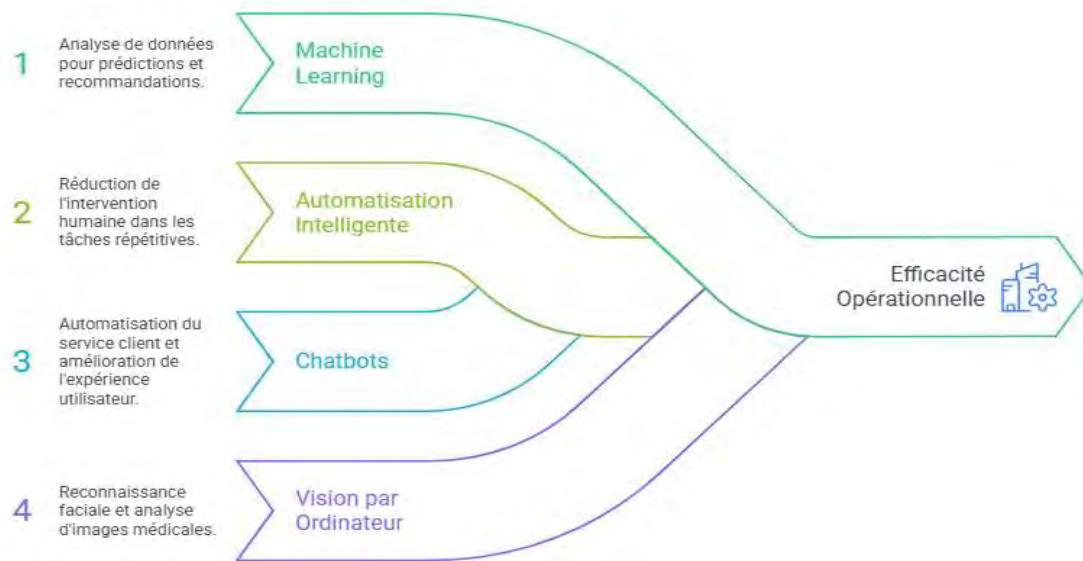 1
Analyse de données
pour prédictions et
recommandations.
Machine
Learning
2
Réduction de
l'intervention
humaine dans les
tâches répétitives.
Automatisation
Intelligente
3
Automatisation du
service client et
amélioration de
l'expérience
utilisateur.
Chatbots
4
Reconnaissance
faciale et analyse
d'images médicales.
Vision par
Ordinateur
Efficacité
Opérationnelle